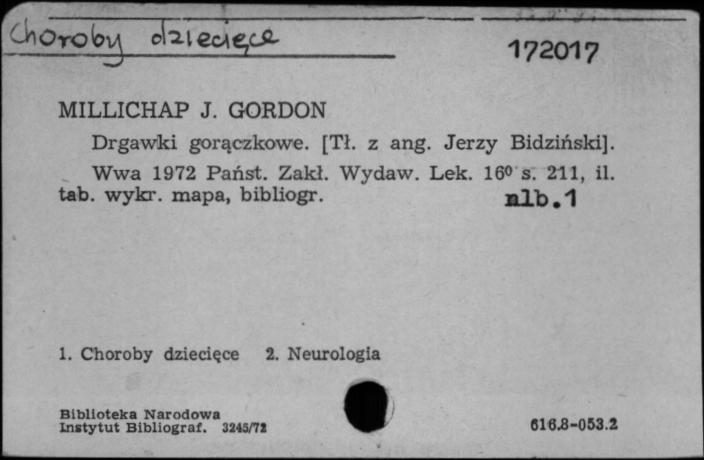 Choroby dziecięce
172017
MILLICHAP J. GORDON
Drgawki gorączkowe. [Tł. z ang. Jerzy Bidziński].
Wwa 1972 Państ. Zakł. Wydaw. Lek. 16⁰ s. 211, il.
tab. wykr. mapa, bibliogr. nlb.1
1. Choroby dziecięce 2. Neurologia
Biblioteka Narodowa
Instytut Bibliograf. 3245/72
616.8-053.2